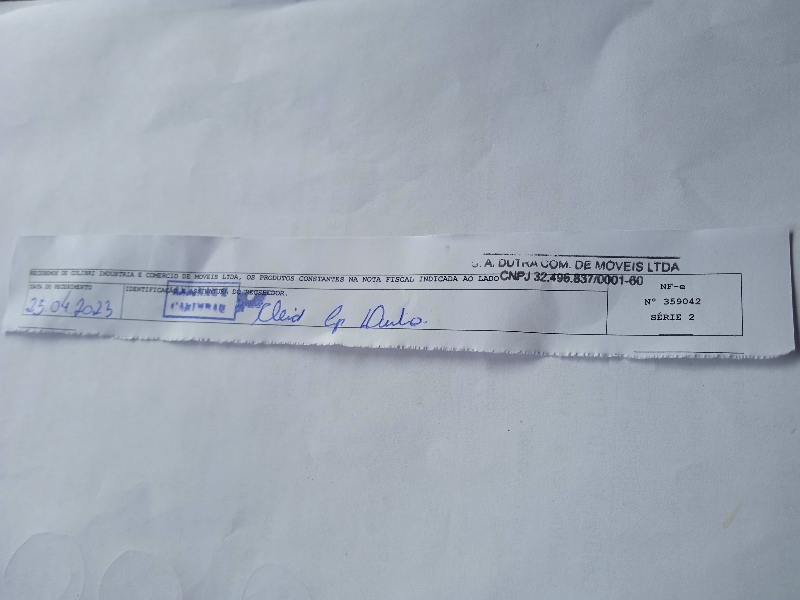 A. DUTRA COM. DE MOVEIS LTDA
CNPJ 32.496.837/0001-60
RECEBEMOS DE COLIBRI INDUSTRIA E COMERCIO DE MOVEIS LTDA, OS PRODUTOS CONSTANTES NA NOTA FISCAL INDICADA AO LADO
DATA DE RECEBIMENTO
IDENTIFICAÇÃO E ASSINATURA DO RECEBEDOR.
25.04.2023
NF-e
Nº 359042
SÉRIE 2